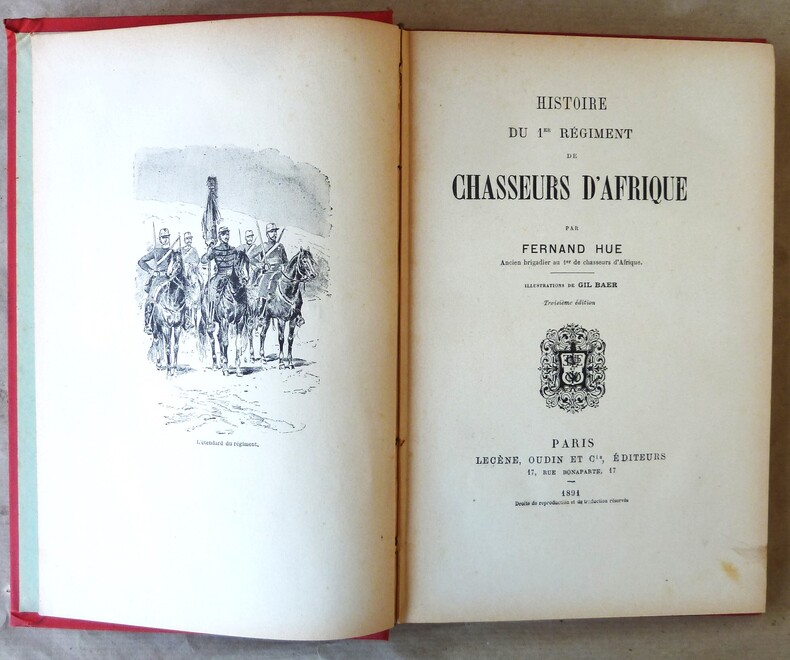 L'étendard du régiment.
HISTOIRE
DU 1ER RÉGIMENT
DE
CHASSEURS D'AFRIQUE
PAR
FERNAND HUE
Ancien brigadier au 1er de chasseurs d'Afrique.
ILLUSTRATIONS DE GIL BAER
Troisième édition
PARIS
LECÈNE, OUDIN ET Cie, ÉDITEURS
17, RUE BONAPARTE, 17
1891
Droits de reproduction et de traduction réservés